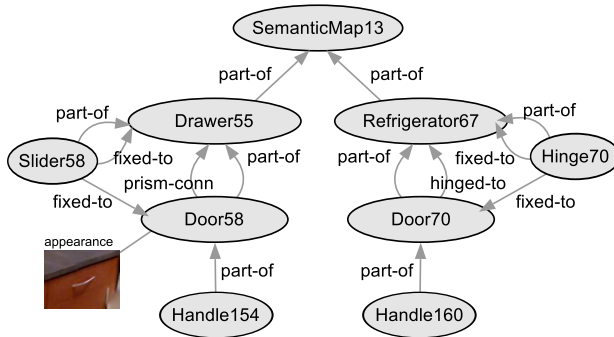 SemanticMap13
part-of
part-of
part-of
Drawer55
Refrigerator67
part-of
Slider58
fixed-to
part-of
part-of
fixed-to
Hinge70
prism-conn
hinged-to
fixed-to
fixed-to
Door58
Door70
appearance
part-of
part-of
Handle154
Handle160